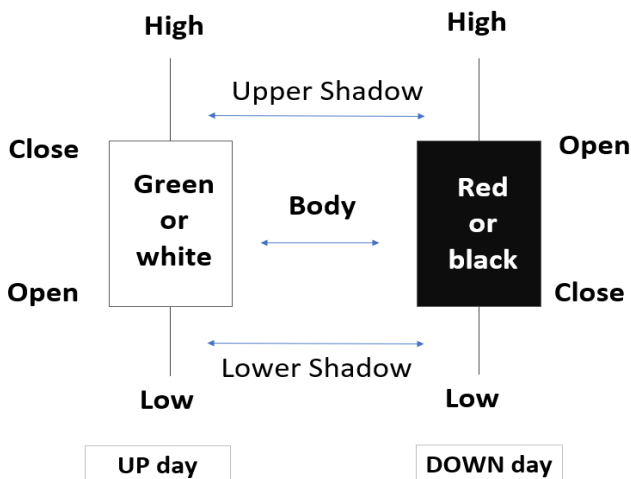 High
High
Upper Shadow
Close
Open
Green
or
white
Body
Red
or
black
Open
Close
Lower Shadow
Low
Low
UP day
DOWN day